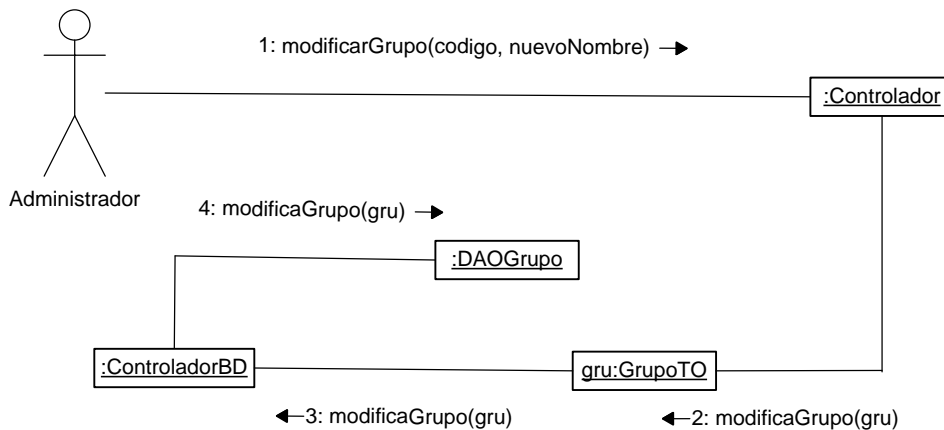 1: modificarGrupo(codigo, nuevoNombre)
:Controlador
Administrador
4: modificaGrupo(gru)
:DAOGrupo
:ControladorBD
gru:GrupoTO
3: modificaGrupo(gru)
2: modificaGrupo(gru)